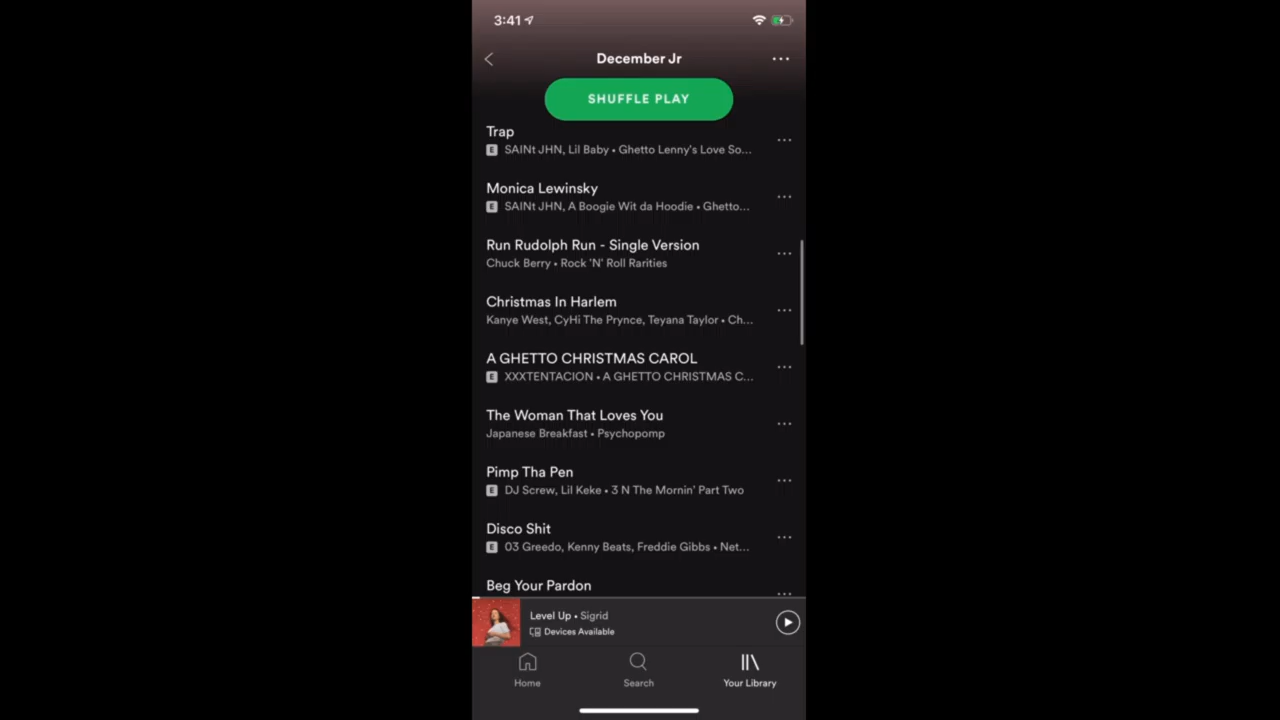 3:41
December Jr
SHUFFLE PLAY
Trap
E SAINt JHN, Lil Baby • Ghetto Lenny's Love So...
Monica Lewinsky
E SAINt JHN, A Boogie Wit da Hoodie • Ghetto...
Run Rudolph Run - Single Version
Chuck Berry • Rock 'N' Roll Rarities
Christmas In Harlem
Kanye West, CyHi The Prynce, Teyana Taylor • Ch...
A GHETTO CHRISTMAS CAROL
E XXXTENTACION • A GHETTO CHRISTMAS C...
The Woman That Loves You
Japanese Breakfast • Psychopomp
Pimp Tha Pen
E DJ Screw, Lil Keke • 3 N The Mornin' Part Two
Disco Shit
E 03 Greedo, Kenny Beats, Freddie Gibbs • Net...
Beg Your Pardon
Level Up • Sigrid
Devices Available
Home Search Your Library